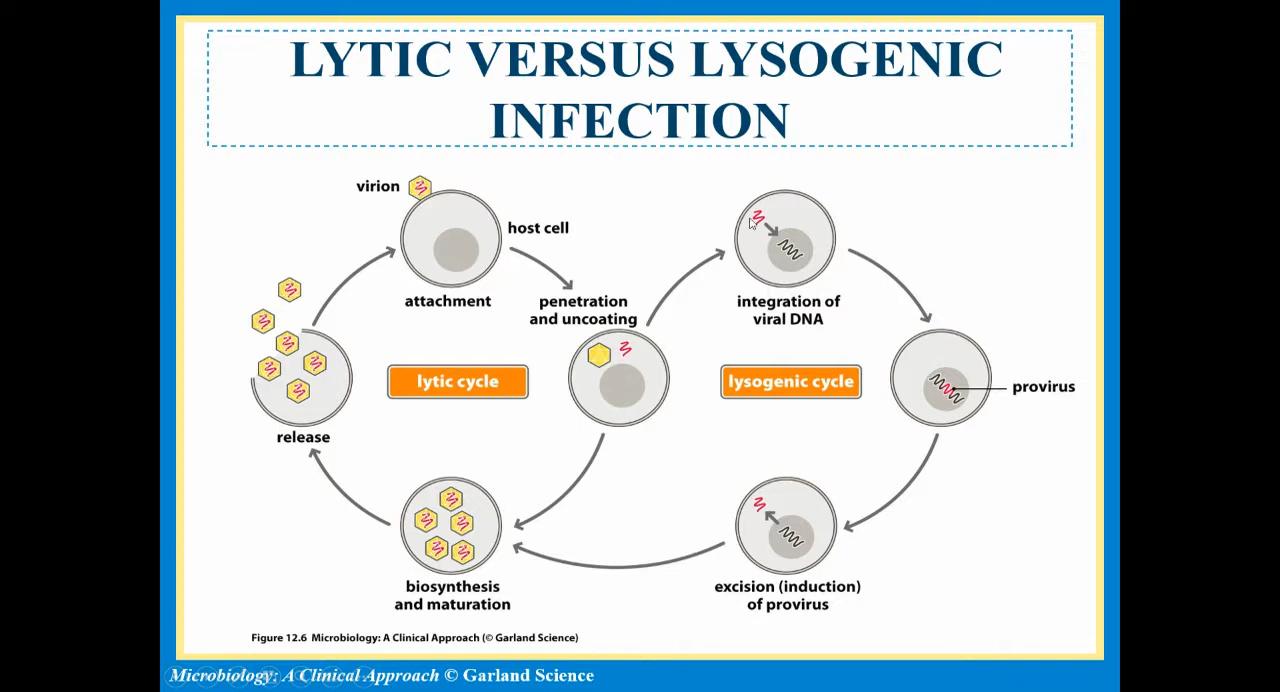 LYTIC VERSUS LYSOGENIC
INFECTION
virion
host cell
attachment
penetration
and uncoating
integration of
viral DNA
lytic cycle
lysogenic cycle
provirus
release
biosynthesis
and maturation
excision (induction)
of provirus
Figure 12.6 Microbiology: A Clinical Approach (© Garland Science)
Microbiology: A Clinical Approach © Garland Science